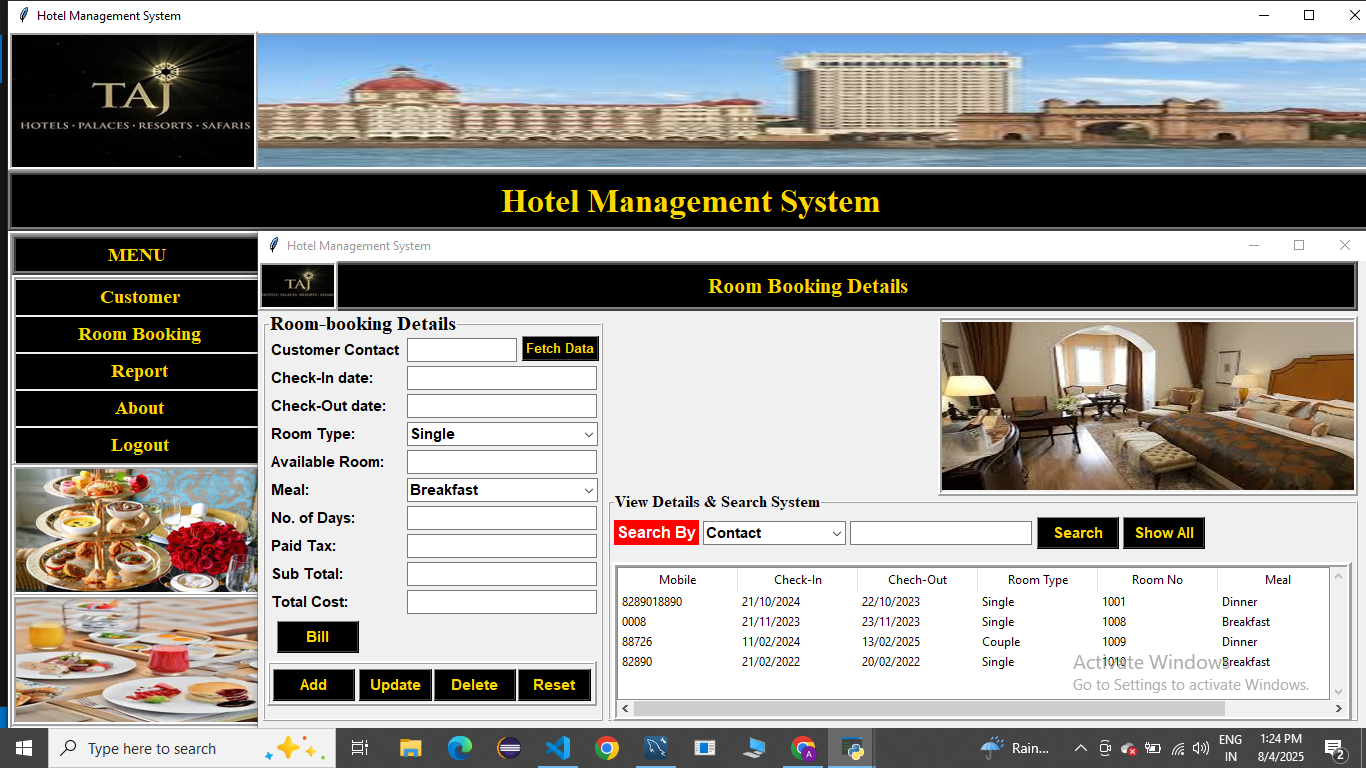 Hotel Management System
TAJ
HOTELS · PALACES · RESORTS · SAFARIS
Hotel Management System
MENU
Customer
Room Booking
Report
About
Logout
Hotel Management System
TAJ
HOTELS · PALACES · RESORTS · SAFARIS
Room Booking Details
Room-booking Details
Customer Contact
Fetch Data
Check-In date:
Check-Out date:
Room Type: Single
Available Room:
Meal: Breakfast
No. of Days:
Paid Tax:
Sub Total:
Total Cost:
Bill
Add Update Delete Reset
View Details & Search System
Search By Contact Search Show All
Mobile Check-In Chech-Out Room Type Room No Meal
8289018890 21/10/2024 22/10/2023 Single 1001 Dinner
0008 21/11/2023 23/11/2023 Single 1008 Breakfast
88726 11/02/2024 13/02/2025 Couple 1009 Dinner
82890 21/02/2022 20/02/2022 Single 1010 Breakfast
Activate Windows
Go to Settings to activate Windows.
Type here to search
A
Rain...
ENG
IN
1:24 PM
8/4/2025
2